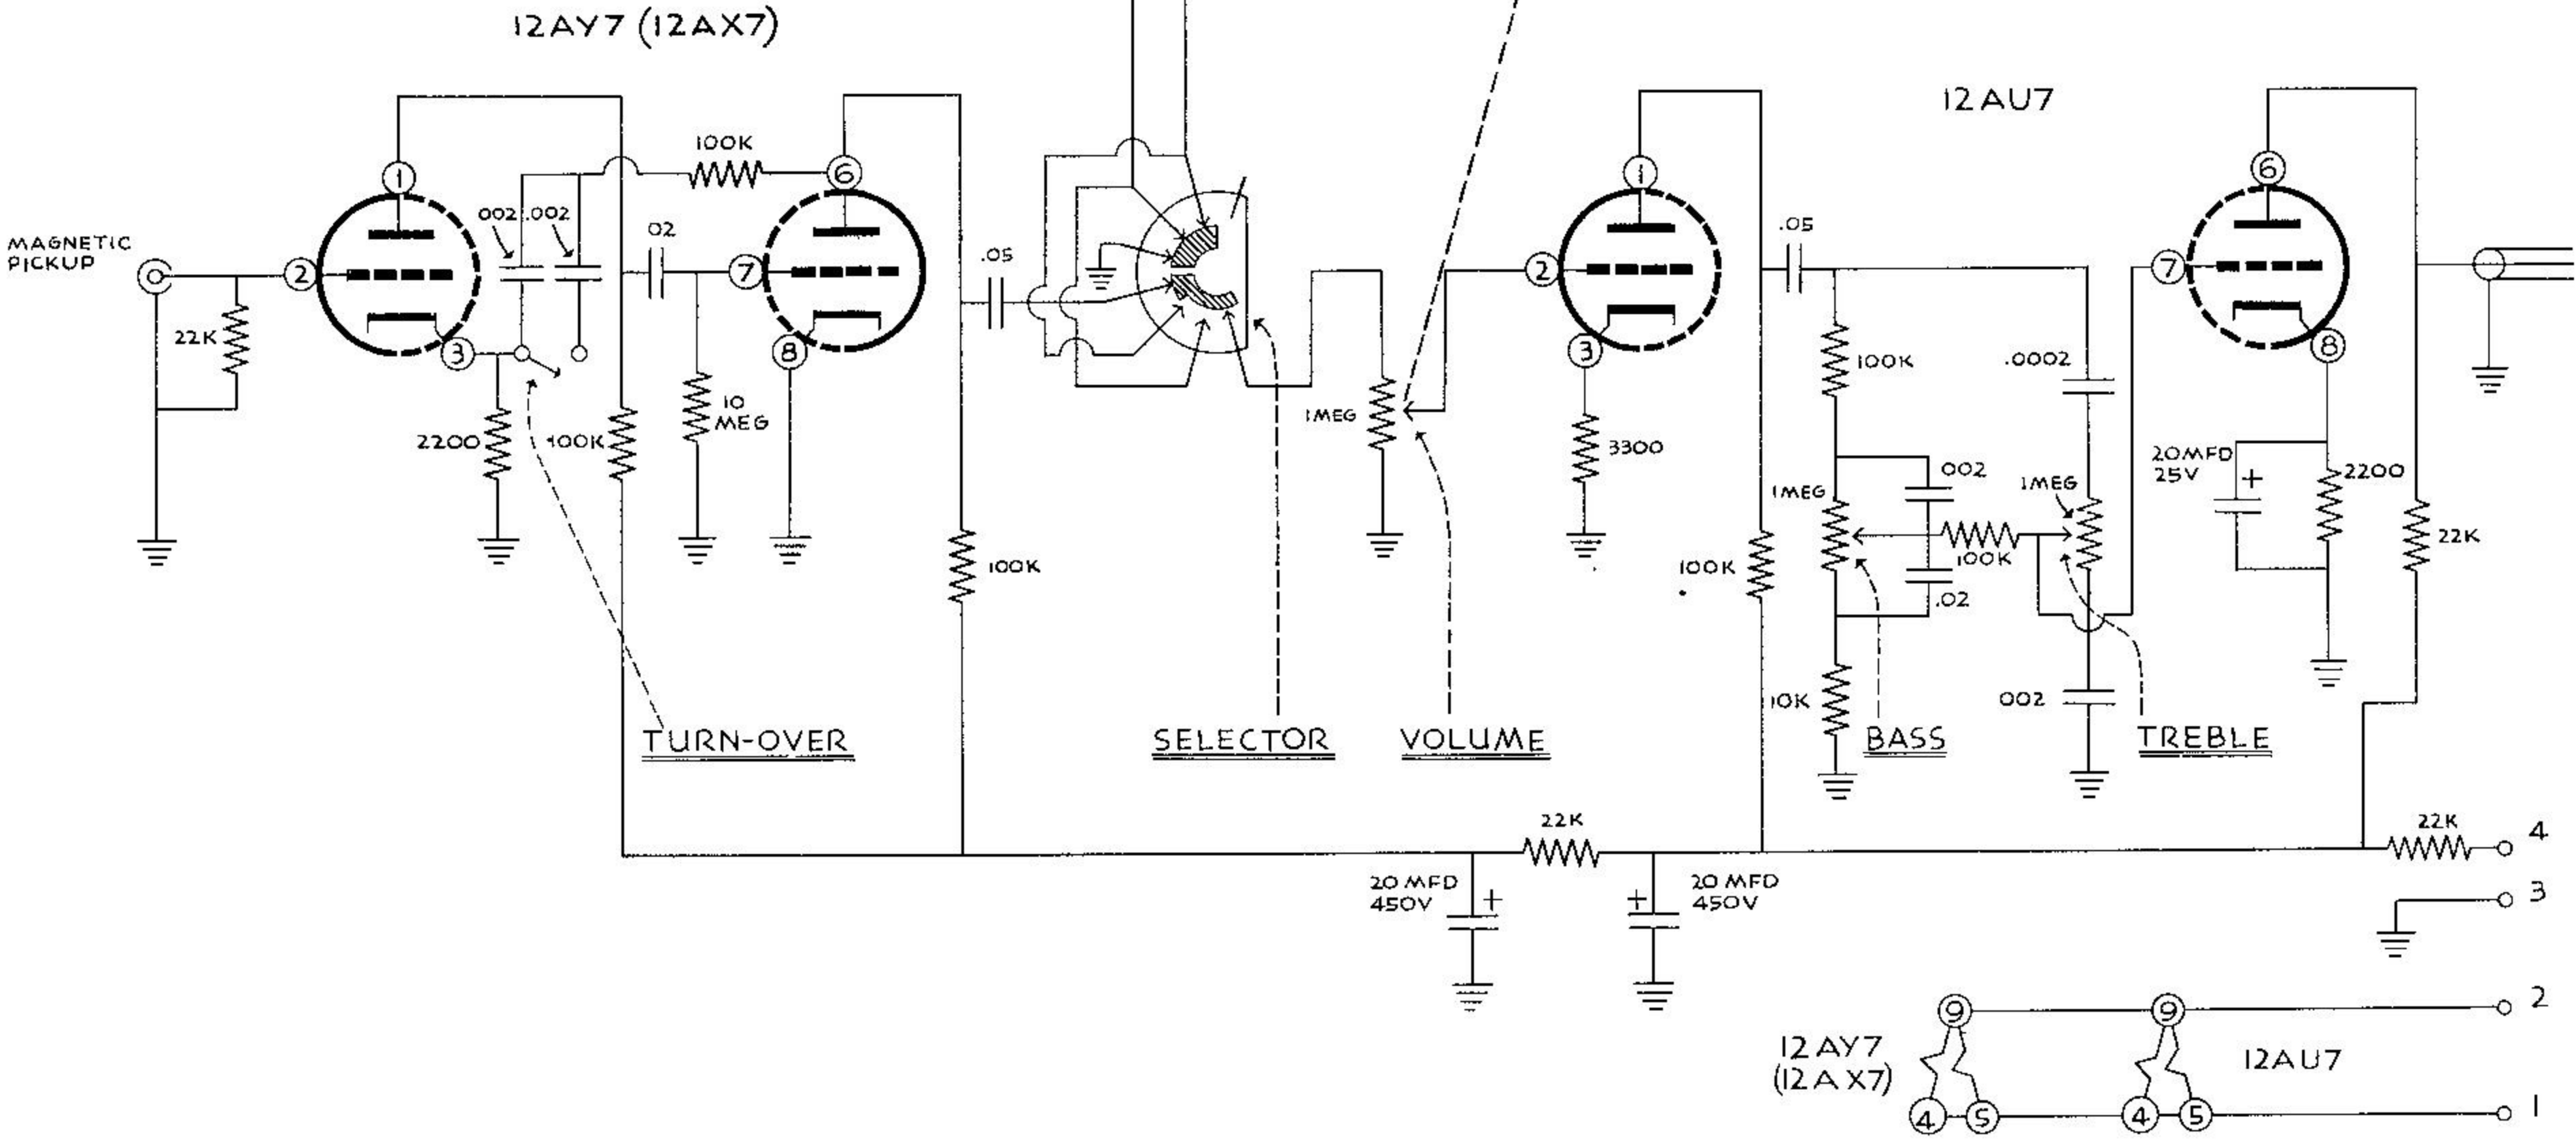 12AY7 (12AX7)
12AU7
MAGNETIC
PICKUP
22K
2
1
3
002
.002
100K
02
6
7
8
2200
100K
10
MEG
100K
.05
1MEG
1
2
3
3300
.05
100K
100K
1MEG
002
100K
.02
10K
.0002
1MEG
002
6
7
8
20MFD
25V
+
2200
22K
TURN-OVER
SELECTOR
VOLUME
BASS
TREBLE
22K
22K
4
20 MFD
450V
+
+
20 MFD
450V
3
2
9
9
12AY7
(12AX7)
12AU7
4
5
4
5
1